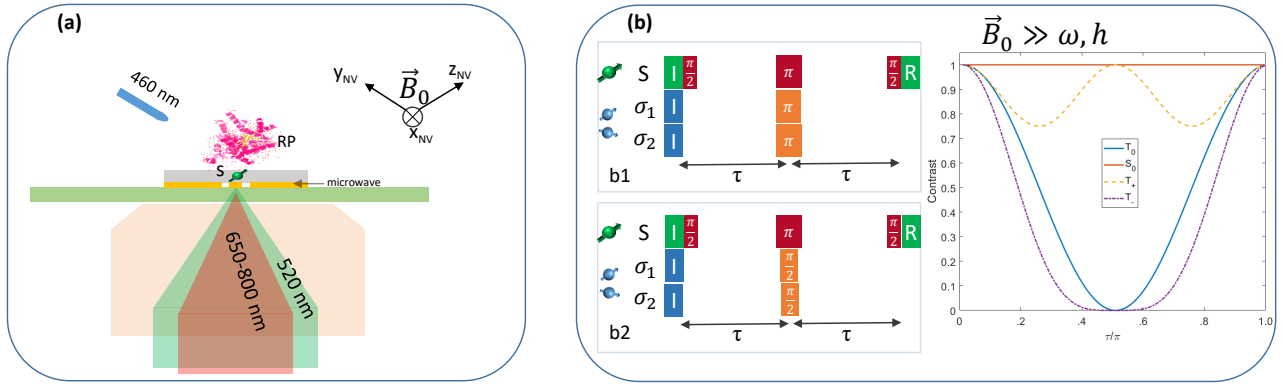 (a)
460 nm
y_NV
z_NV
\vec{B}_0
x_NV
RP
S
microwave
650-800 nm
520 nm
(b)
S
I
π/2
π
π/2
R
σ_1
I
π
σ_2
I
π
τ
τ
b1
S
I
π/2
π
π/2
R
σ_1
I
π/2
σ_2
I
π/2
τ
τ
b2
\vec{B}_0 ≫ ω, h
Contrast
1
0.9
0.8
0.7
0.6
0.5
0.4
0.3
0.2
0.1
0
T_0
S_0
T_+
T_-
0
.2
.4
.6
0.8
1.0
τ/π